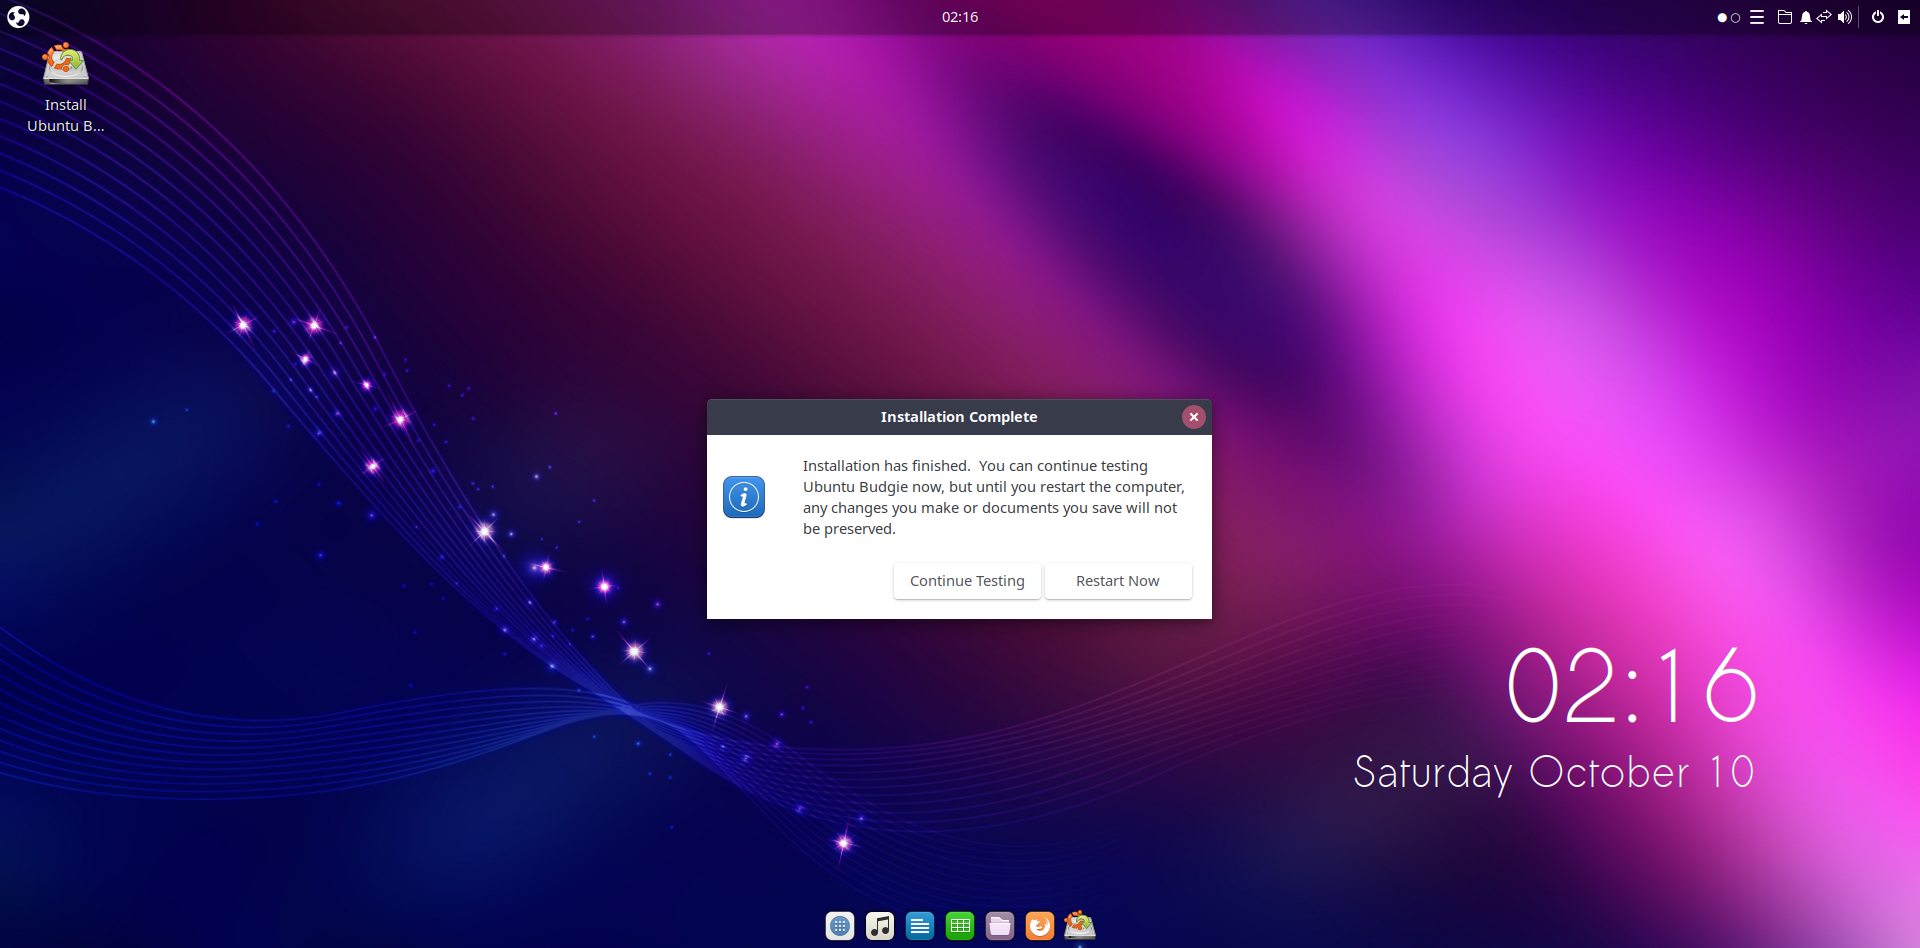 02:16
Install
Ubuntu B...
Installation Complete
Installation has finished.  You can continue testing
Ubuntu Budgie now, but until you restart the computer,
any changes you make or documents you save will not
be preserved.
Continue Testing
Restart Now
02:16
Saturday October 10